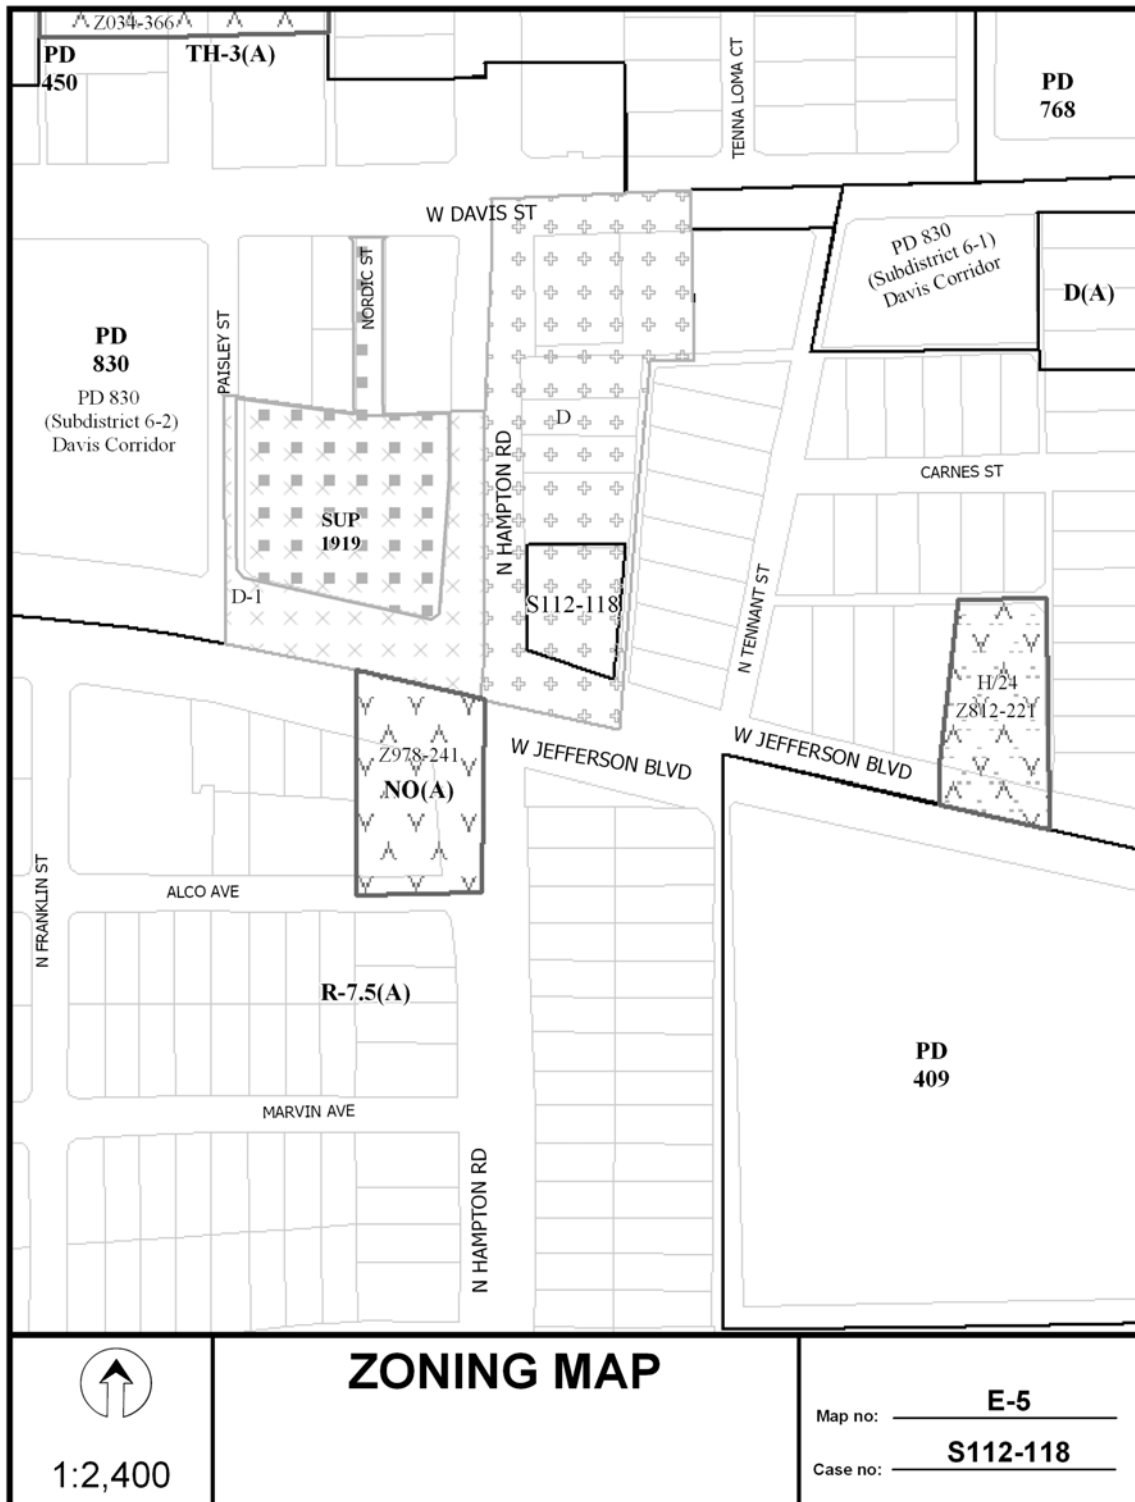 Z034-366
PD
450
TH-3(A)
TENNA LOMA CT
PD
768
W DAVIS ST
PD 830
(Subdistrict 6-1)
Davis Corridor
D(A)
NORDIC ST
PAISLEY ST
PD
830
PD 830
(Subdistrict 6-2)
Davis Corridor
D
N HAMPTON RD
CARNES ST
SUP
1919
D-1
S112-118
N TENNANT ST
H/24
Z812-221
W JEFFERSON BLVD
W JEFFERSON BLVD
Z978-241
NO(A)
N FRANKLIN ST
ALCO AVE
R-7.5(A)
PD
409
MARVIN AVE
N HAMPTON RD
1:2,400
ZONING MAP
Map no: E-5
Case no: S112-118